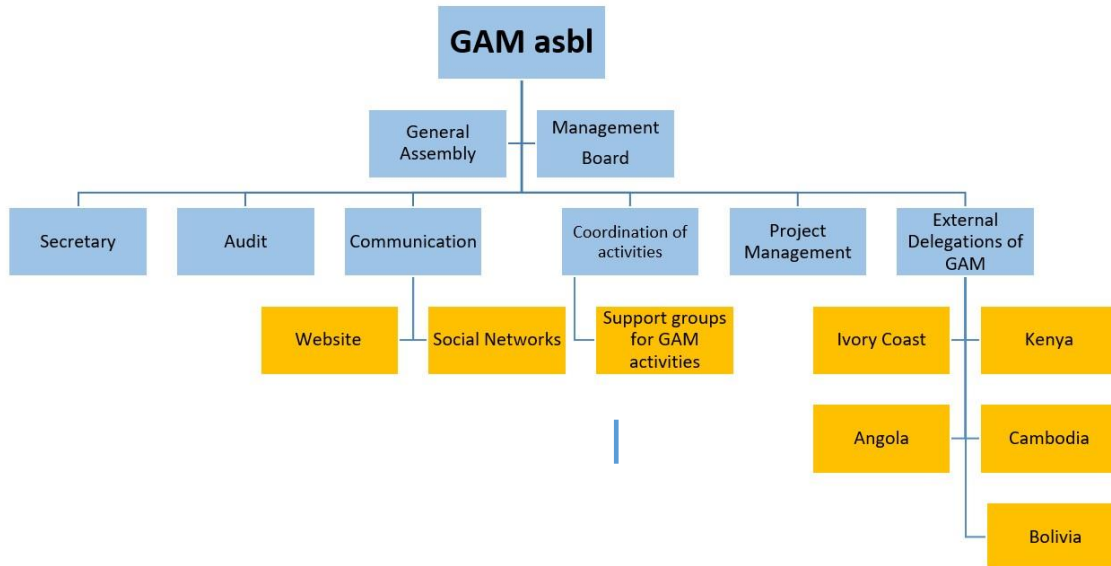 GAM asbl
General
Assembly
Management
Board
Secretary
Audit
Communication
Coordination of
activities
Project
Management
External
Delegations of
GAM
Website
Social Networks
Support groups
for GAM
activities
Ivory Coast
Kenya
Angola
Cambodia
Bolivia